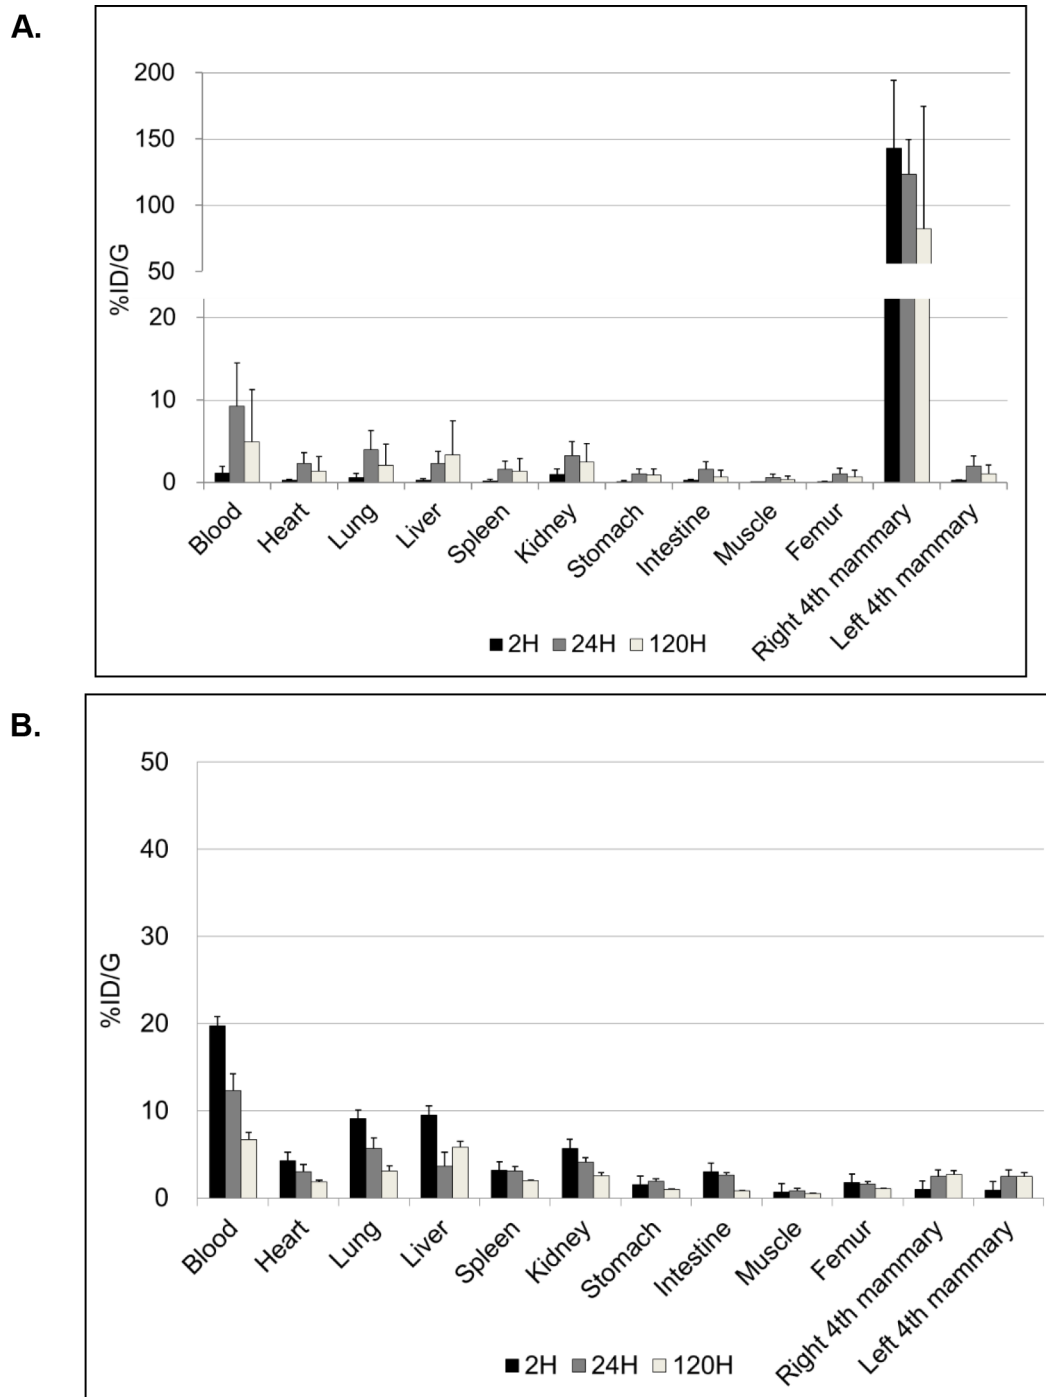 A.
200
150
100
50
20
10
0
%ID/G
Blood
Heart
Lung
Liver
Spleen
Kidney
Stomach
Intestine
Muscle
Femur
Right 4th mammary
Left 4th mammary
2H 24H 120H
B.
50
40
30
20
10
0
%ID/G
Blood
Heart
Lung
Liver
Spleen
Kidney
Stomach
Intestine
Muscle
Femur
Right 4th mammary
Left 4th mammary
2H 24H 120H